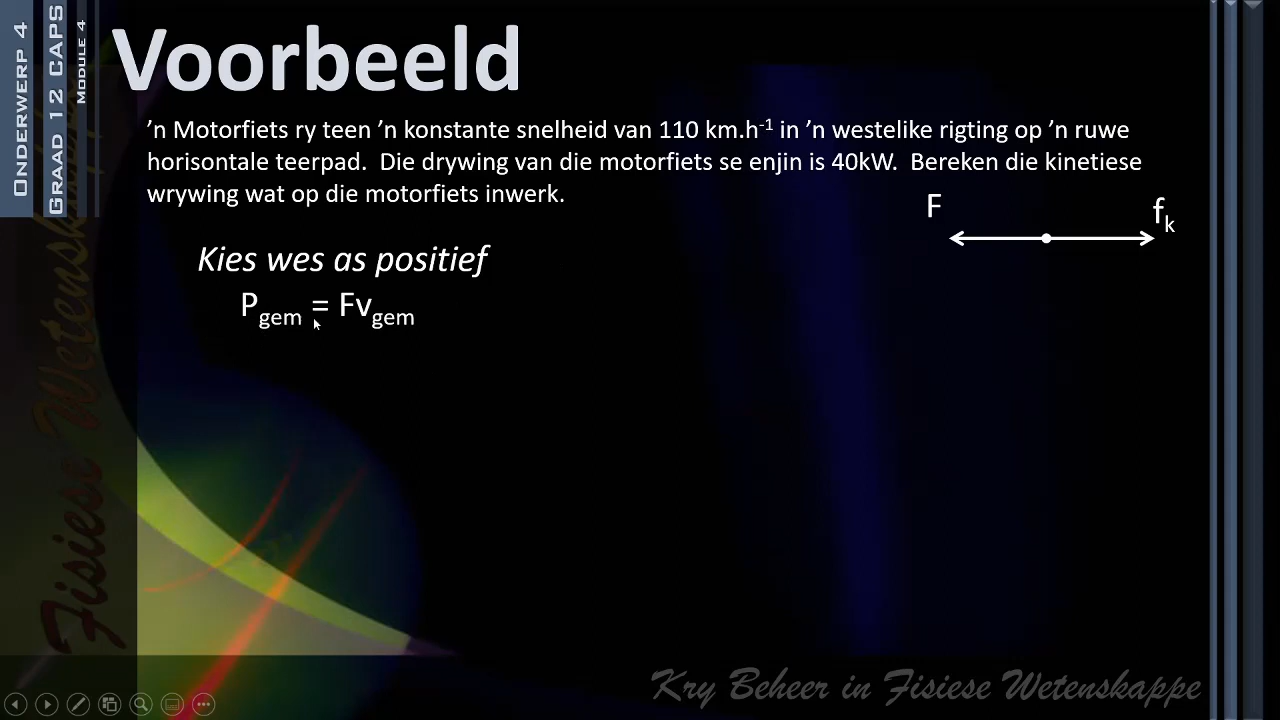 ONDERWERP 4
GRAAD 12 CAPS
MODULE 4
Voorbeeld
’n Motorfiets ry teen ’n konstante snelheid van 110 km.h⁻¹ in ’n westelike rigting op ’n ruwe
horisontale teerpad. Die drywing van die motorfiets se enjin is 40kW. Bereken die kinetiese
wrywing wat op die motorfiets inwerk.
F
fₖ
Kies wes as positief
Pgem = Fvgem
Fisiese Wetenskappe
Kry Beheer in Fisiese Wetenskappe